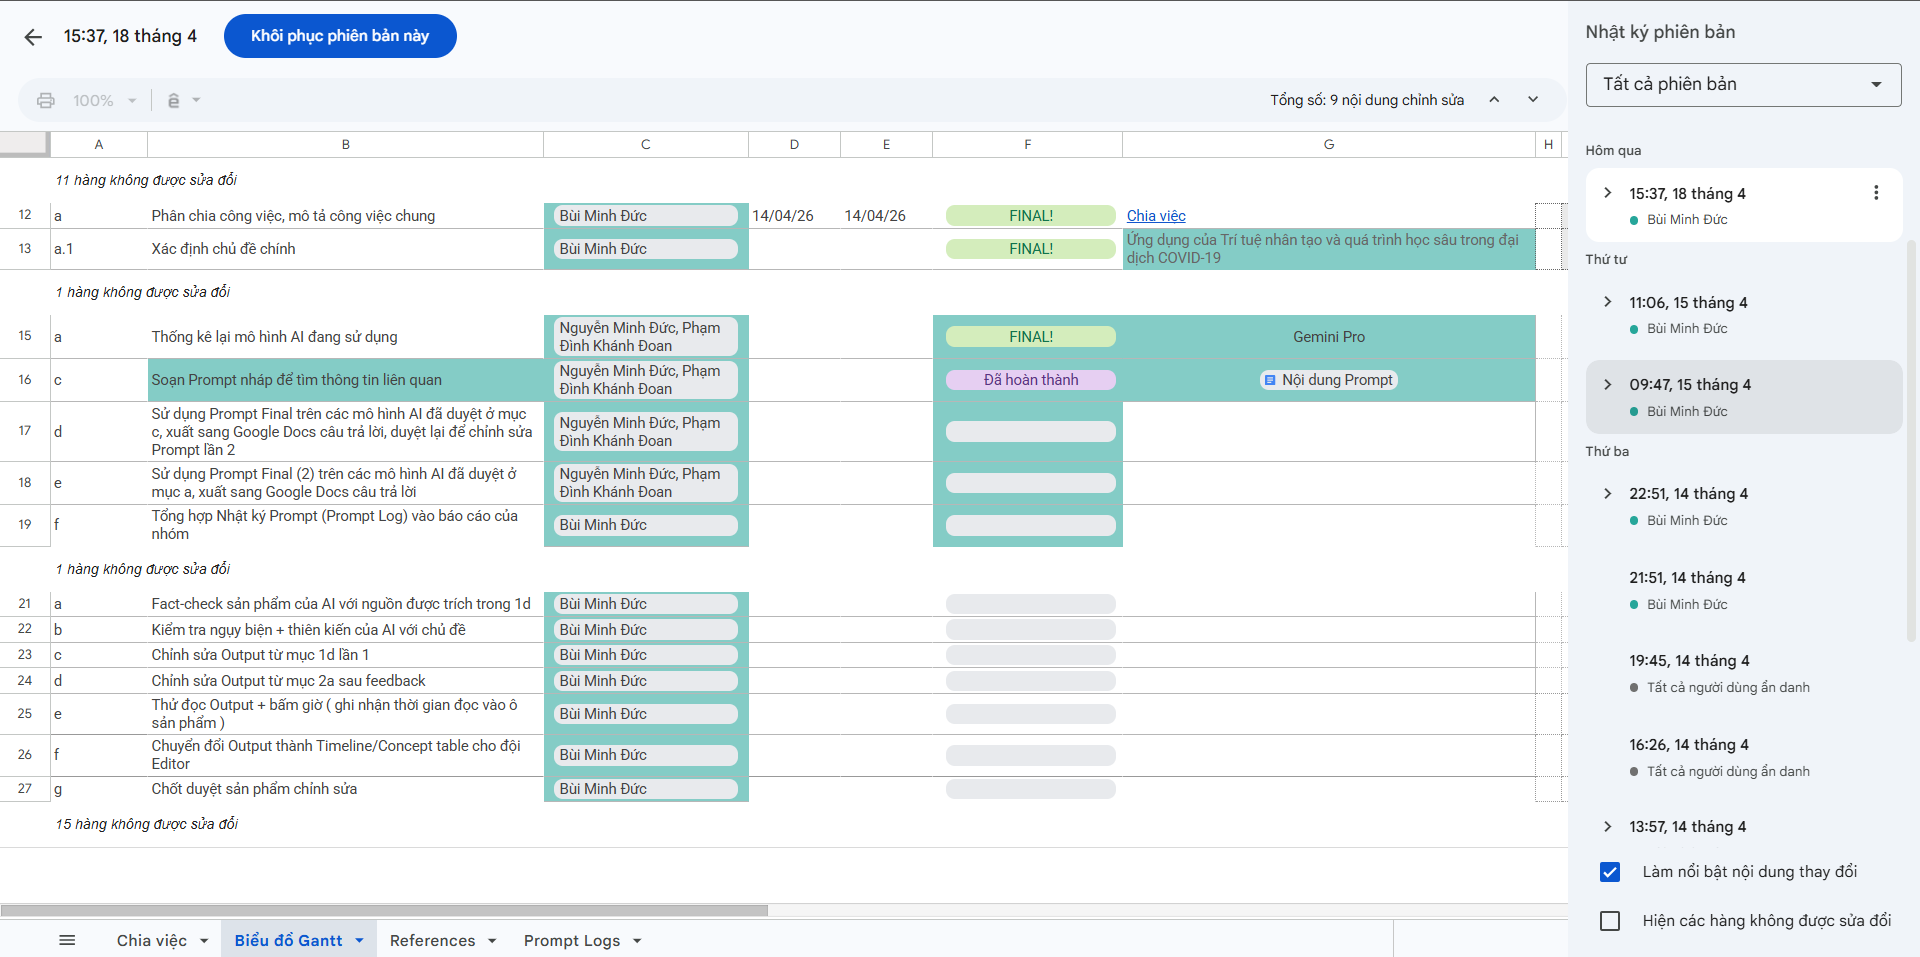 15:37, 18 tháng 4
Khôi phục phiên bản này
100%
Tổng số: 9 nội dung chỉnh sửa
A B C D E F G H
11 hàng không được sửa đổi
12 a Phân chia công việc, mô tả công việc chung Bùi Minh Đức 14/04/26 14/04/26 FINAL! Chia việc
13 a.1 Xác định chủ đề chính Bùi Minh Đức FINAL! Ứng dụng của Trí tuệ nhân tạo và quá trình học sâu trong đại
dịch COVID-19
1 hàng không được sửa đổi
15 a Thống kê lại mô hình AI đang sử dụng Nguyễn Minh Đức, Phạm
Đình Khánh Đoan FINAL! Gemini Pro
16 c Soạn Prompt nháp để tìm thông tin liên quan Nguyễn Minh Đức, Phạm
Đình Khánh Đoan Đã hoàn thành Nội dung Prompt
17 d Sử dụng Prompt Final trên các mô hình AI đã duyệt ở mục
c, xuất sang Google Docs câu trả lời, duyệt lại để chỉnh sửa
Prompt lần 2 Nguyễn Minh Đức, Phạm
Đình Khánh Đoan
18 e Sử dụng Prompt Final (2) trên các mô hình AI đã duyệt ở
mục a, xuất sang Google Docs câu trả lời Nguyễn Minh Đức, Phạm
Đình Khánh Đoan
19 f Tổng hợp Nhật ký Prompt (Prompt Log) vào báo cáo của
nhóm Bùi Minh Đức
1 hàng không được sửa đổi
21 a Fact-check sản phẩm của AI với nguồn được trích trong 1d Bùi Minh Đức
22 b Kiểm tra ngụy biện + thiên kiến của AI với chủ đề Bùi Minh Đức
23 c Chỉnh sửa Output từ mục 1d lần 1 Bùi Minh Đức
24 d Chỉnh sửa Output từ mục 2a sau feedback Bùi Minh Đức
25 e Thử đọc Output + bấm giờ ( ghi nhận thời gian đọc vào ô
sản phẩm ) Bùi Minh Đức
26 f Chuyển đổi Output thành Timeline/Concept table cho đội
Editor Bùi Minh Đức
27 g Chốt duyệt sản phẩm chỉnh sửa Bùi Minh Đức
15 hàng không được sửa đổi
Chia việc
Biểu đồ Gantt
References
Prompt Logs
Nhật ký phiên bản
Tất cả phiên bản
Hôm qua
15:37, 18 tháng 4
Bùi Minh Đức
Thứ tư
11:06, 15 tháng 4
Bùi Minh Đức
09:47, 15 tháng 4
Bùi Minh Đức
Thứ ba
22:51, 14 tháng 4
Bùi Minh Đức
21:51, 14 tháng 4
Bùi Minh Đức
19:45, 14 tháng 4
Tất cả người dùng ẩn danh
16:26, 14 tháng 4
Tất cả người dùng ẩn danh
13:57, 14 tháng 4
Làm nổi bật nội dung thay đổi
Hiện các hàng không được sửa đổi